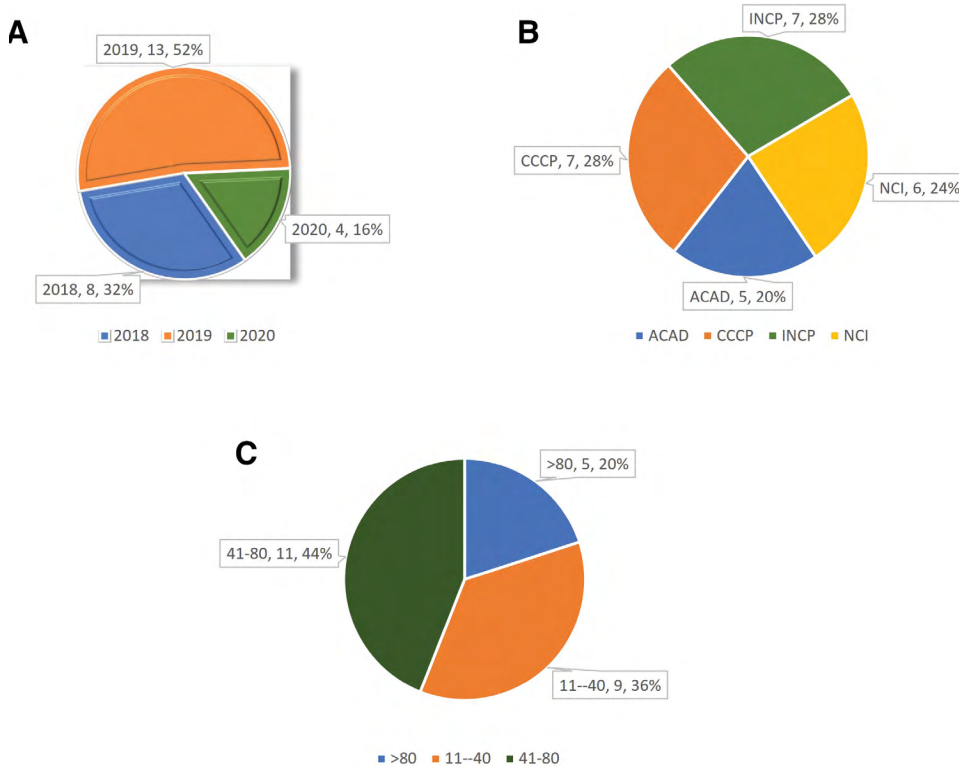 A
2019, 13, 52%
2020, 4, 16%
2018, 8, 32%
2018 2019 2020
B
INCP, 7, 28%
CCCP, 7, 28%
NCI, 6, 24%
ACAD, 5, 20%
ACAD CCCP INCP NCI
C
>80, 5, 20%
41-80, 11, 44%
11--40, 9, 36%
>80 11--40 41-80